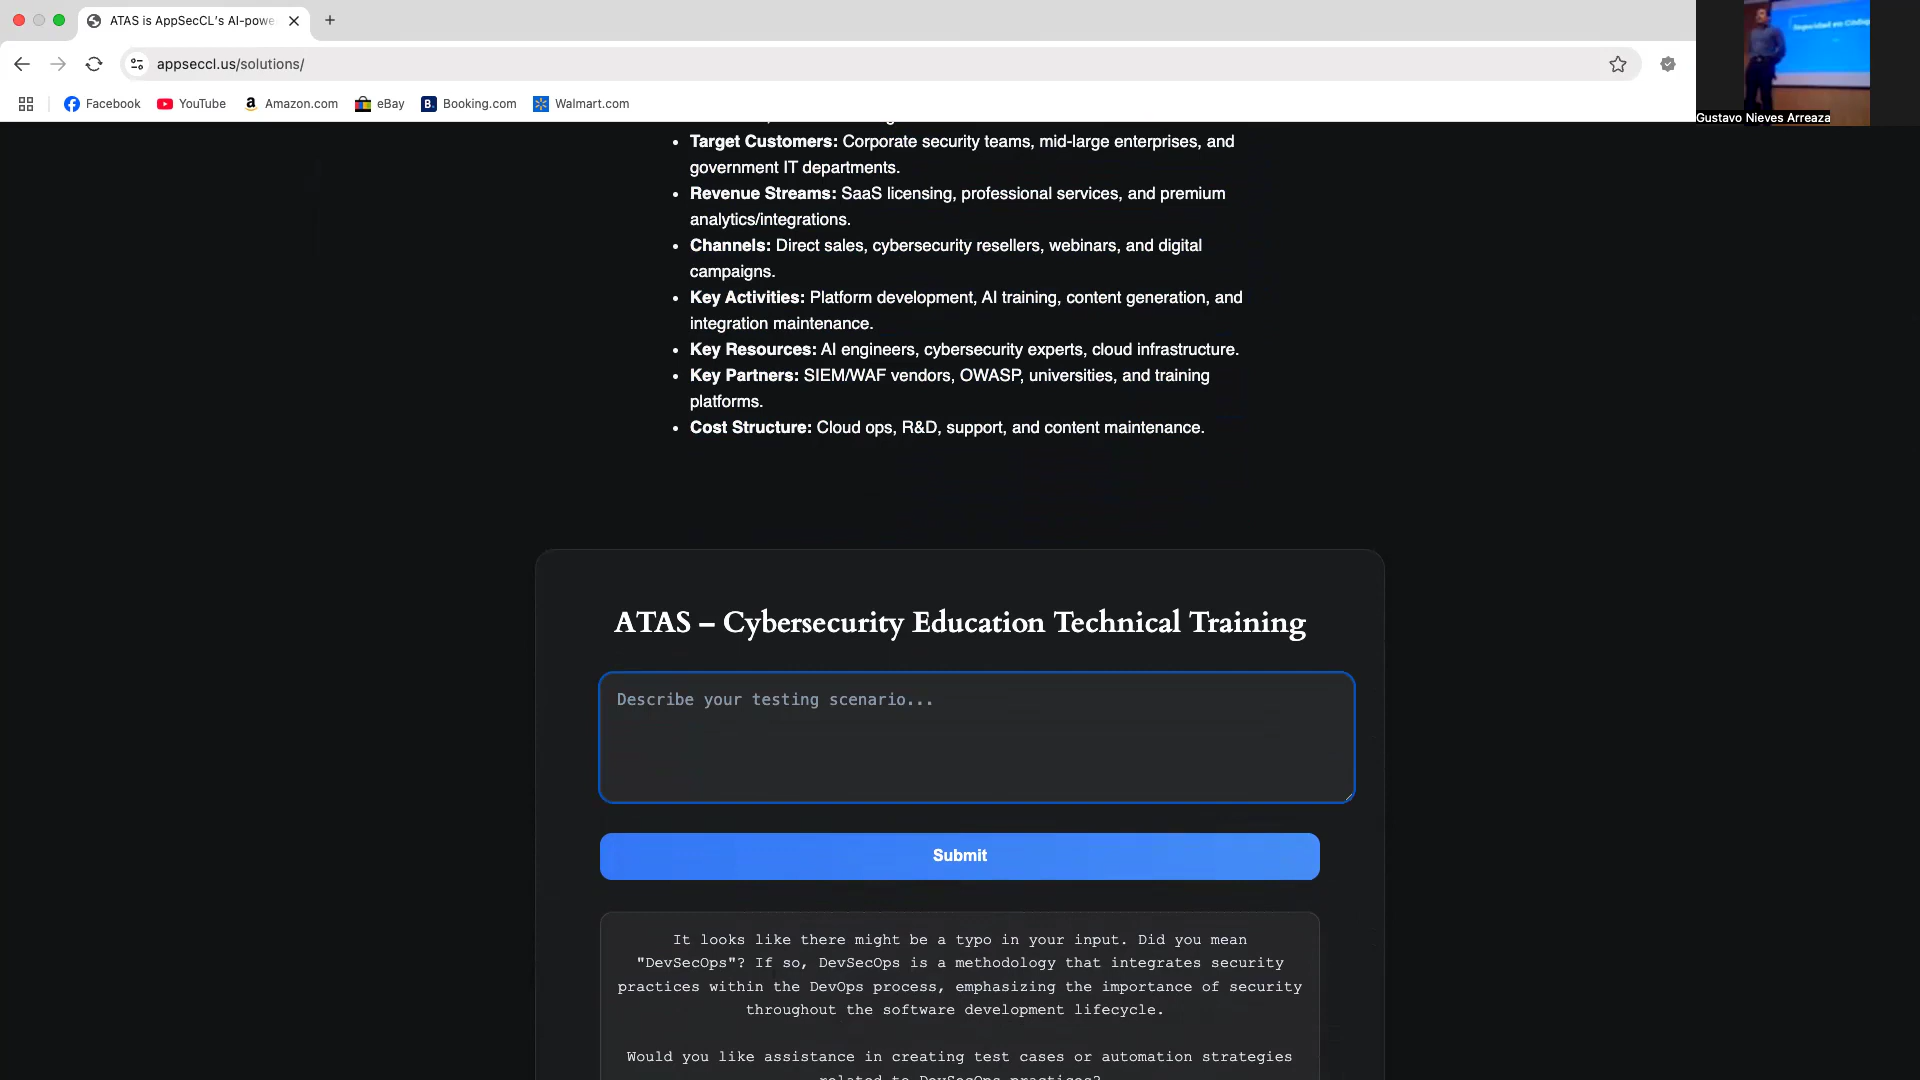 ATAS is AppSecCL's AI-powe
appseccl.us/solutions/
Facebook
YouTube
Amazon.com
eBay
Booking.com
Walmart.com
Gustavo Nieves Arreaza
• Target Customers: Corporate security teams, mid-large enterprises, and
government IT departments.
• Revenue Streams: SaaS licensing, professional services, and premium
analytics/integrations.
• Channels: Direct sales, cybersecurity resellers, webinars, and digital
campaigns.
• Key Activities: Platform development, AI training, content generation, and
integration maintenance.
• Key Resources: AI engineers, cybersecurity experts, cloud infrastructure.
• Key Partners: SIEM/WAF vendors, OWASP, universities, and training
platforms.
• Cost Structure: Cloud ops, R&D, support, and content maintenance.
ATAS – Cybersecurity Education Technical Training
Describe your testing scenario...
Submit
It looks like there might be a typo in your input. Did you mean
"DevSecOps"? If so, DevSecOps is a methodology that integrates security
practices within the DevOps process, emphasizing the importance of security
throughout the software development lifecycle.
Would you like assistance in creating test cases or automation strategies
related to DevSecOps practices?